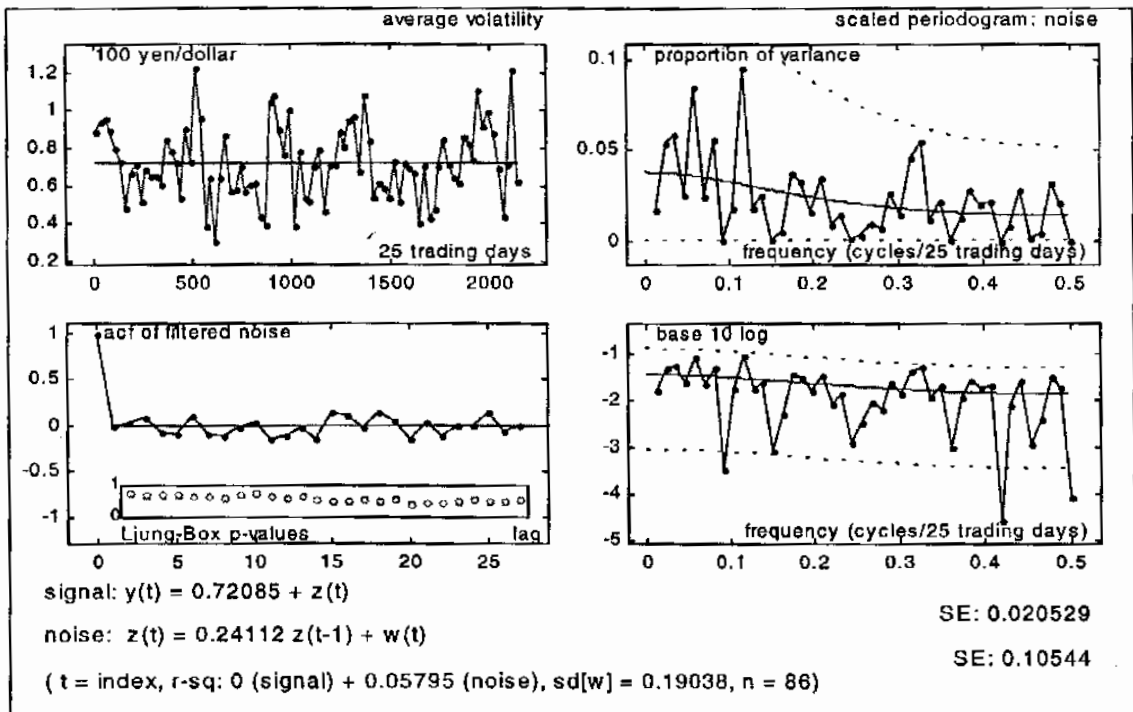 average volatility
scaled periodogram: noise
100 yen/dollar
1.2
1
0.8
0.6
0.4
0.2
25 trading days
0
500
1000
1500
2000
proportion of variance
0.1
0.05
0
frequency (cycles/25 trading days)
0
0.1
0.2
0.3
0.4
0.5
acf of filtered noise
1
0.5
0
-0.5
-1
1
0
Ljung-Box p-values
lag
0
5
10
15
20
25
base 10 log
-1
-2
-3
-4
-5
frequency (cycles/25 trading days)
0
0.1
0.2
0.3
0.4
0.5
signal: y(t) = 0.72085 + z(t)
SE: 0.020529
noise: z(t) = 0.24112 z(t-1) + w(t)
SE: 0.10544
( t = index, r-sq: 0 (signal) + 0.05795 (noise), sd[w] = 0.19038, n = 86)